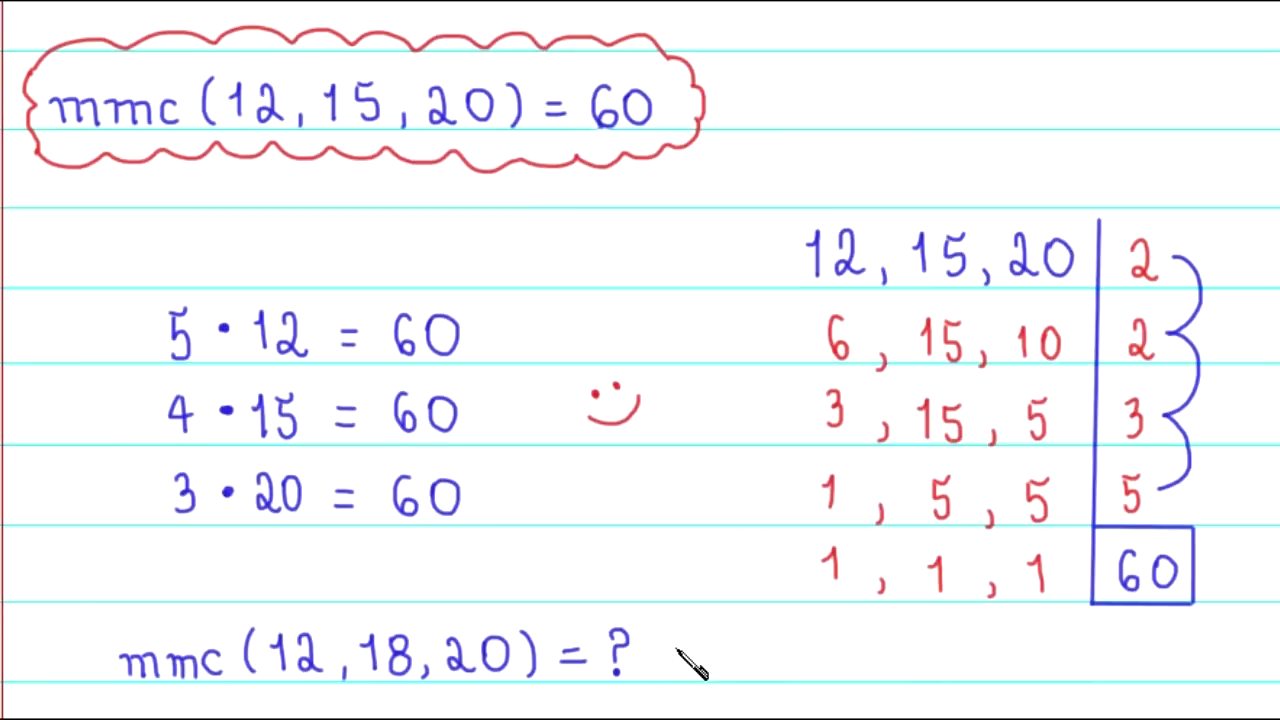 mmc (12, 15, 20) = 60
5 · 12 = 60
4 · 15 = 60
3 · 20 = 60
12, 15, 20 | 2
6, 15, 10 | 2
3, 15, 5 | 3
1, 5, 5 | 5
1, 1, 1 | 60
mmc (12, 18, 20) = ?